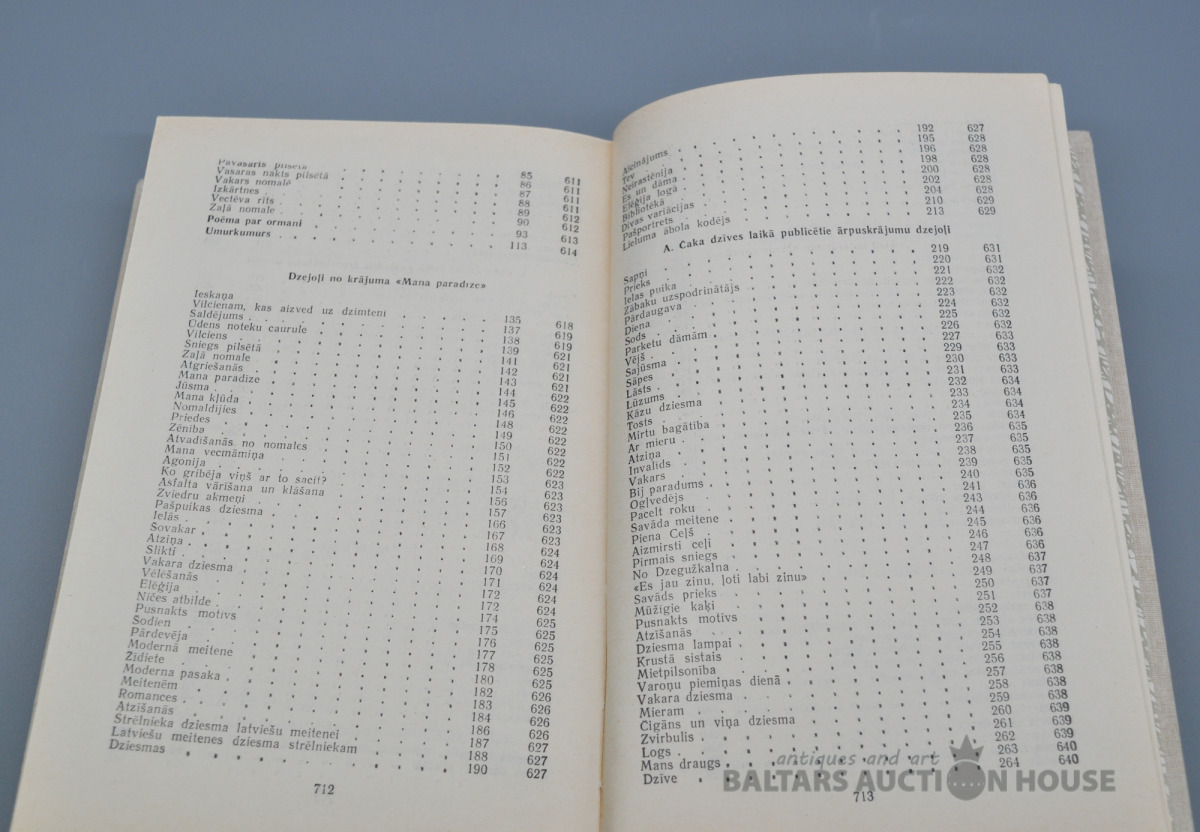 Pavasaris pilsētā 85 611
Vasaras nakts pilsētā 86 611
Vakars nomalē 87 611
Izkārtnes 88 611
Vectēva rīts 89 612
Zaļā nomale 90 612
Poēma par ormani 93 613
Umurkumurs 113 614
Dzejoļi no krājuma «Mana paradīze»
Ieskaņa
Vilcienam, kas aizved uz dzimteni 135 618
Saldējums 137 619
Ūdens noteku caurule 138 619
Vilciens 139 621
Sniegs pilsētā 141 621
Zaļā nomale 142 621
Atgriešanās 143 621
Mana paradīze 144 622
Jūsma 145 622
Mana kļūda 146 622
Nomaldījies 148 622
Priedes 149 622
Zēnība 150 622
Atvadīšanās no nomales 151 622
Mana vecmāmiņa 152 622
Agonija 153 623
Ko gribēja viņš ar to sacīt? 154 623
Asfalta vārīšana un klāšana 156 623
Zviedru akmeņi 157 623
Pašpuikas dziesma 166 623
Ielās 167 623
Šovakar 168 624
Atziņa 169 624
Slikti 170 624
Vakara dziesma 171 624
Vēlēšanās 172 624
Elēģija 172 624
Nīčes atbilde 174 625
Pusnakts motīvs 175 625
Šodien 176 625
Pārdevēja 177 625
Modernā meitene 178 625
Židiete 180 625
Moderna pasaka 182 626
Meitenēm 183 626
Romances 184 626
Atzīšanās 186 626
Strēlnieka dziesma latviešu meitenei 187 627
Latviešu meitenes dziesma strēlniekam 188 627
Dziesmas 190 627
712
Aicinājums 192 627
Tev 195 628
Neirastēnija 196 628
Es un dāma 198 628
Elēģija logā 200 628
Bibliotēkā 202 628
Divas variācijas 204 628
Pašportrets 210 629
Lieluma ābola kodējs 213 629
A. Čaka dzīves laikā publicētie ārpuskrājumu dzejoļi
Sapņi 219 631
Prieks 220 631
Ielas puika 221 632
Zābaku uzspodrinātājs 222 632
Pārdaugava 223 632
Diena 224 632
Sods 225 632
Parketu dāmām 226 632
Vējš 227 633
Sajūsma 229 633
Sāpes 230 633
Lāsts 231 633
Lūzums 232 634
Kāzu dziesma 233 634
Tosts 234 634
Mirtu bagātība 235 634
Ar mieru 236 635
Atziņa 237 635
Invalīds 238 635
Vakars 239 635
Bij paradums 240 635
Ogļvedējs 241 636
Pacelt roku 243 636
Savāda meitene 244 636
Piena Ceļš 245 636
Aizmirsti ceļi 246 636
Pirmais sniegs 247 636
No Dzegužkalna 248 637
«Es jau zinu, ļoti labi zinu» 249 637
Savāds prieks 250 637
Mūžīgie kaķi 251 637
Pusnakts motīvs 252 638
Atzīšanās 253 638
Dziesma lampai 254 638
Krustā sistais 255 638
Mietpilsonība 256 638
Varoņu piemiņas dienā 257 638
Vakara dziesma 258 638
Mieram 259 638
Čigāns un viņa dziesma 260 639
Zvirbulis 261 639
Logs 262 639
Mans draugs 263 640
Dzīve 264 640
713
antiques and art
BALTARS AUCTION HOUSE